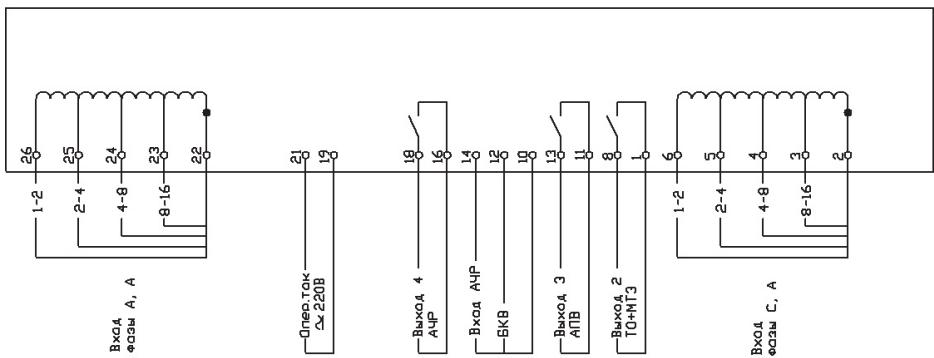 26
25
24
23
22
21
19
18
16
14
12
10
13
11
8
1
6
5
4
3
2
1-2
2-4
4-8
8-16
1-2
2-4
4-8
8-16
Вход
фазы А, А
Опер.ток
≂ 220В
Выход 4
АЧР
Вход АЧР
БКВ
Выход 3
АПВ
Выход 2
ТО+МТЗ
Вход
фазы С, А